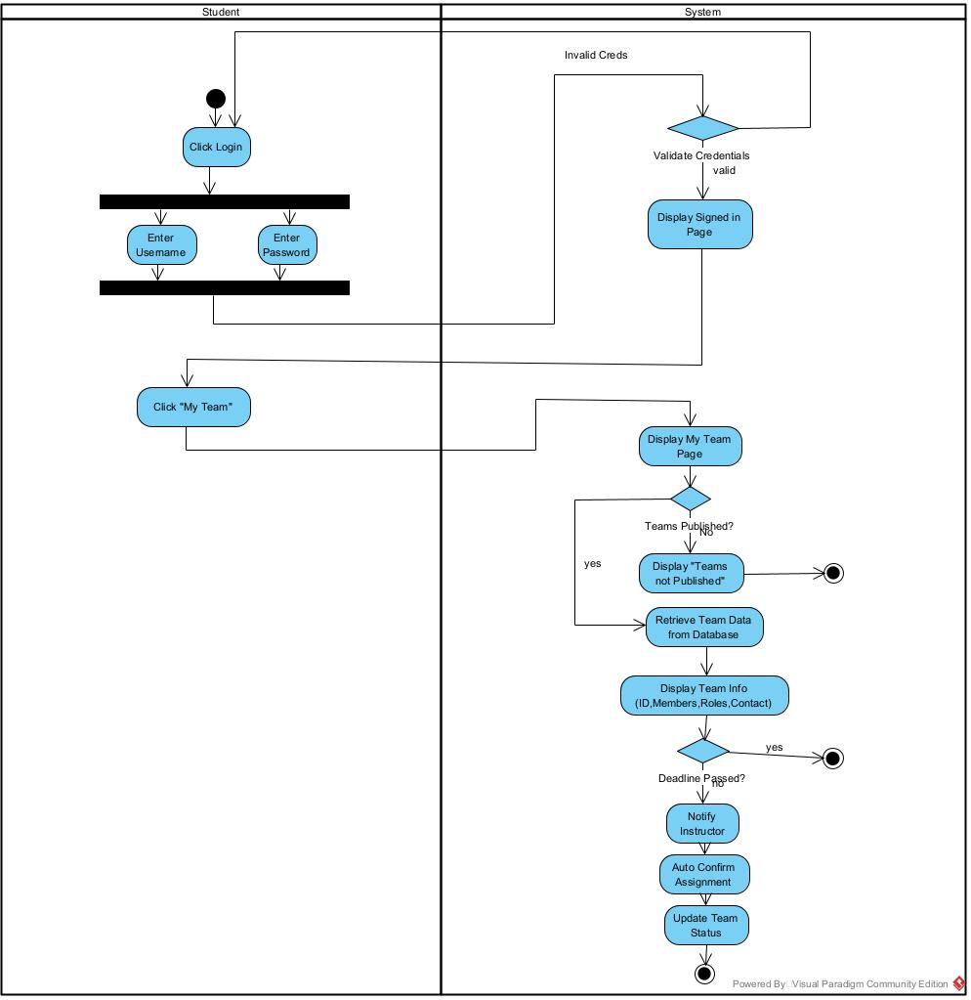 Student
System
Invalid Creds
Click Login
Validate Credentials
valid
Display Signed in
Page
Enter
Username
Enter
Password
Click "My Team"
Display My Team
Page
Teams Published?
No
yes
Display "Teams
not Published"
Retrieve Team Data
from Database
Display Team Info
(ID,Members,Roles,Contact)
yes
Deadline Passed?
no
Notify
Instructor
Auto Confirm
Assignment
Update Team
Status
Powered By Visual Paradigm Community Edition